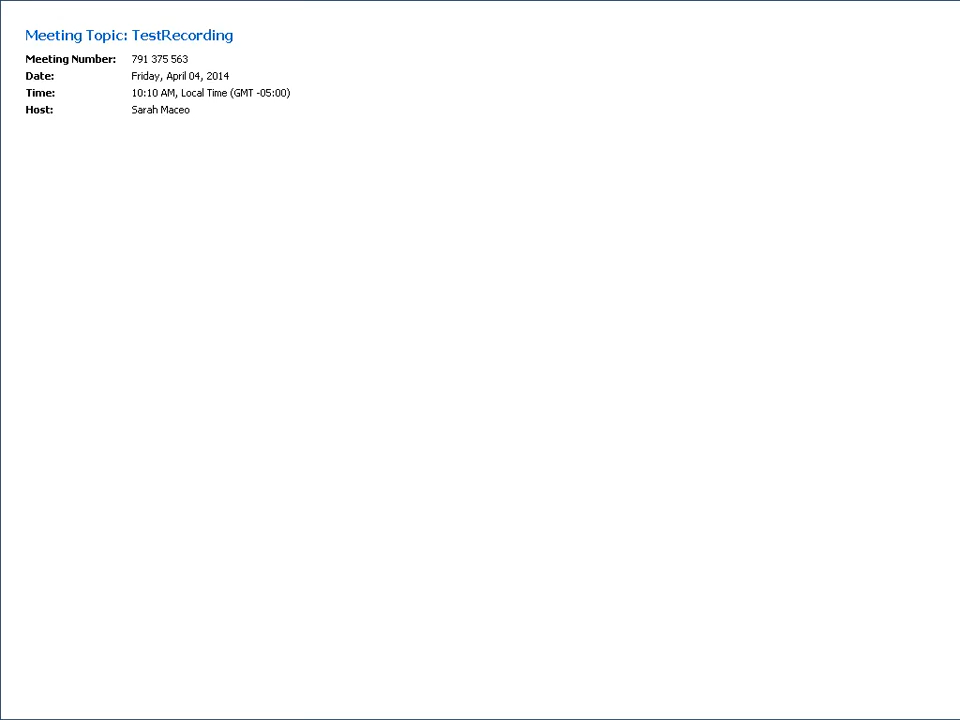 Meeting Topic: TestRecording
Meeting Number: 791 375 563
Date: Friday, April 04, 2014
Time: 10:10 AM, Local Time (GMT -05:00)
Host: Sarah Maceo